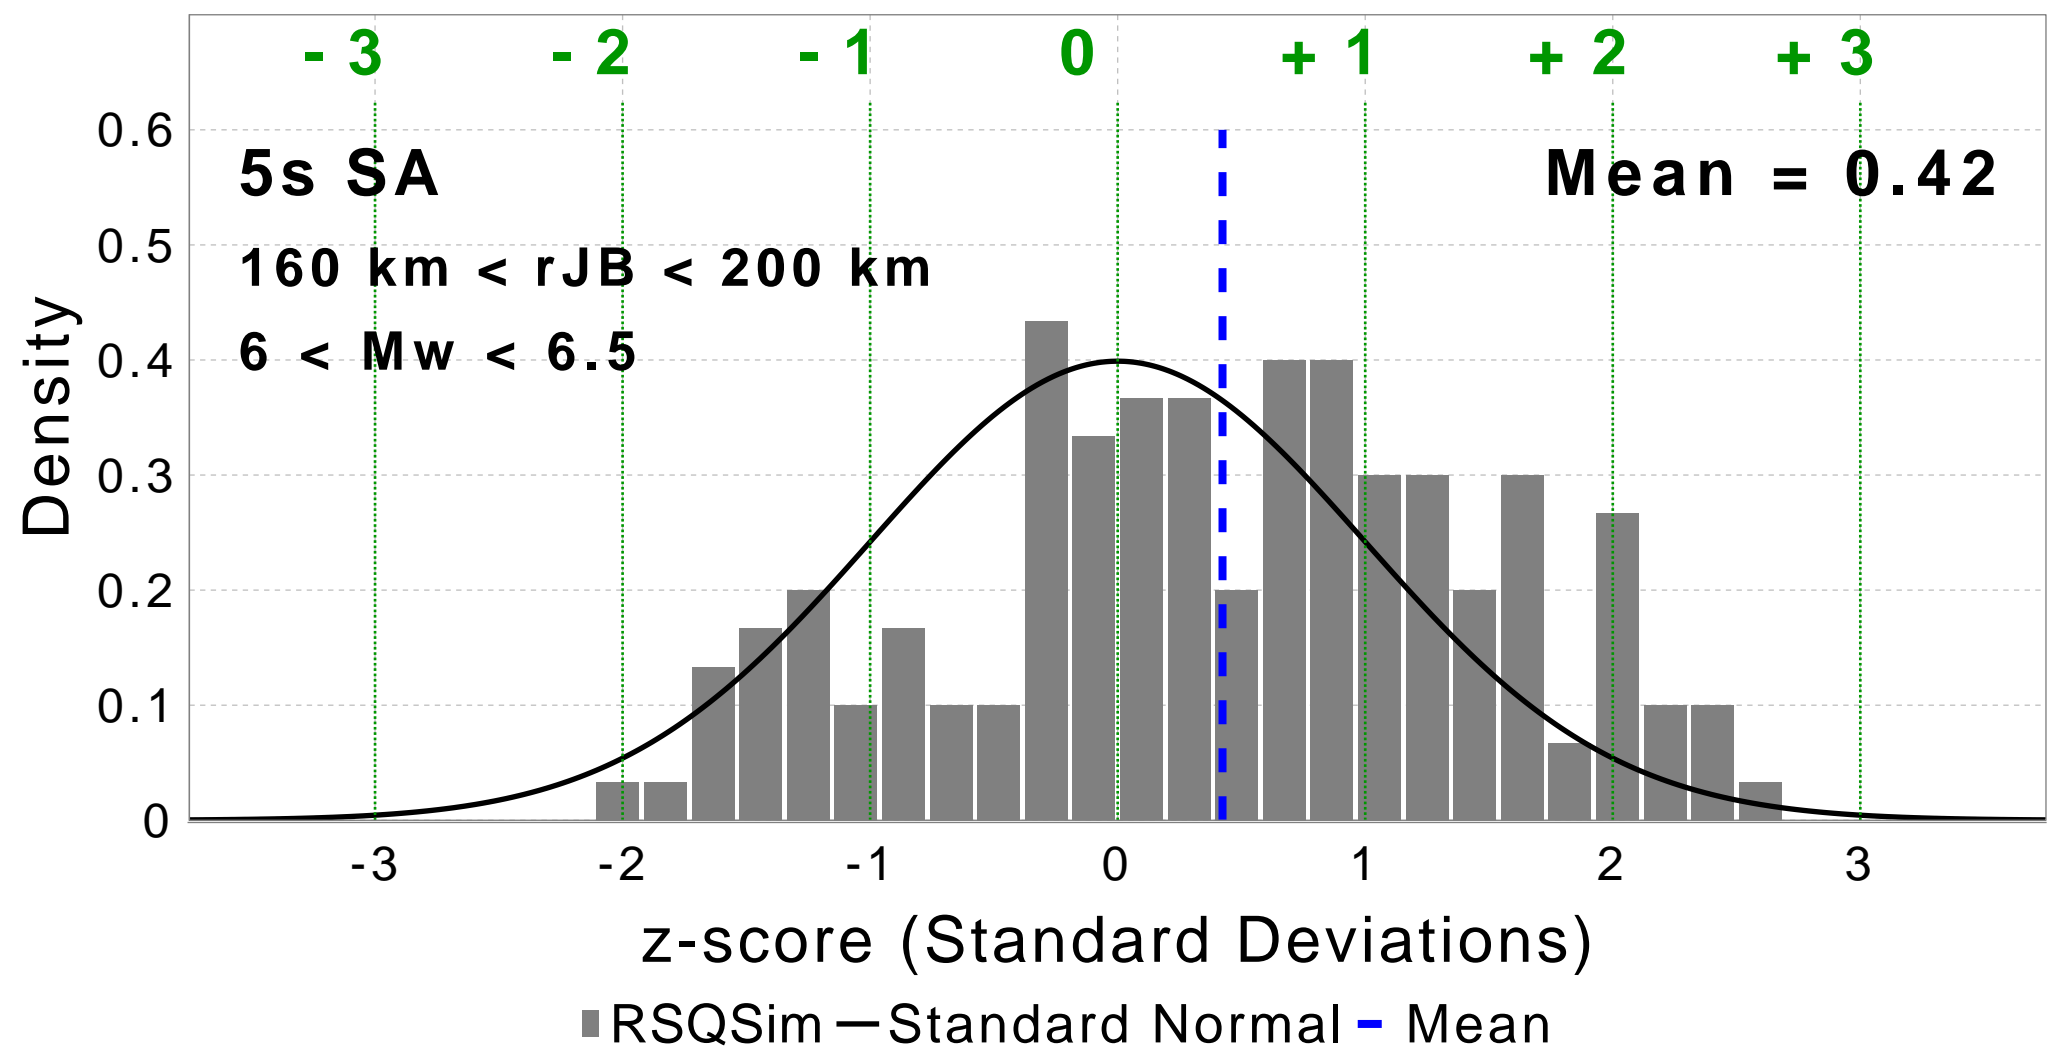 - 3 - 2 - 1 0 + 1 + 2 + 3
0.6
5s SA
Mean = 0.42
0.5
160 km < rJB < 200 km
0.4
6 < Mw < 6.5
Density
0.3
0.2
0.1
0
-3 -2 -1 0 1 2 3
z-score (Standard Deviations)
RSQSim Standard Normal Mean